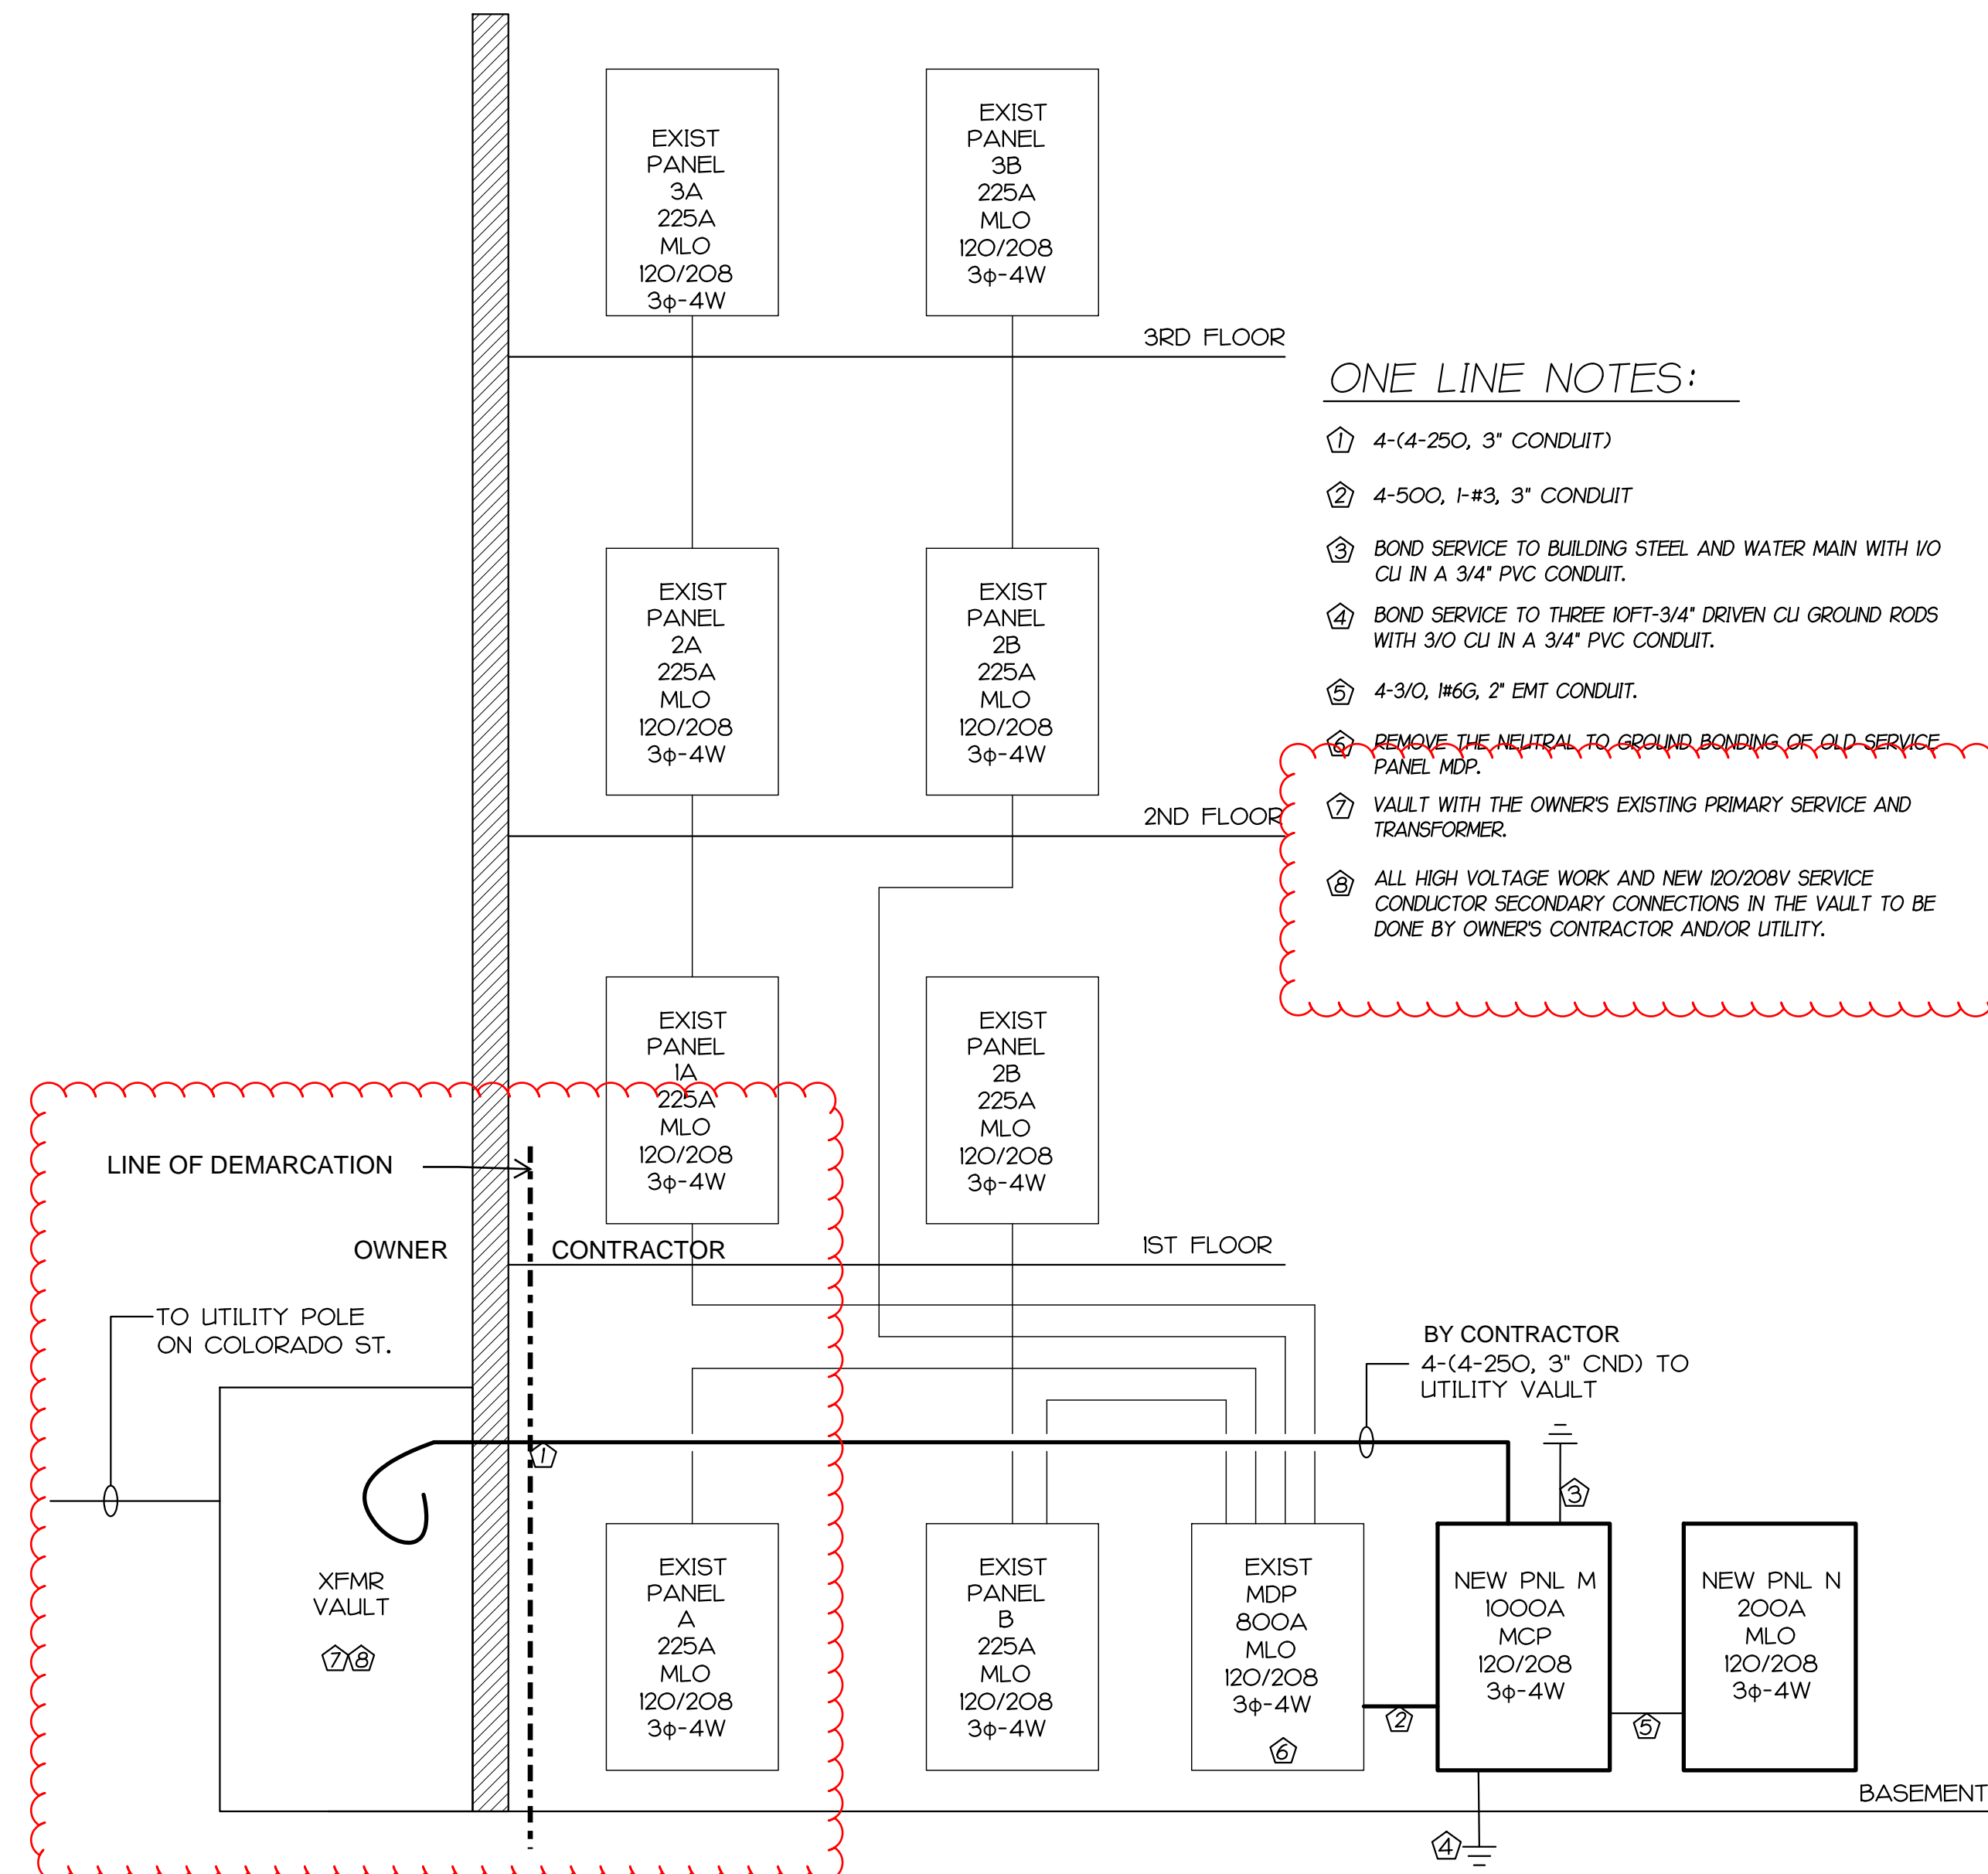 EXIST
PANEL
3A
225A
MLO
120/208
3ϕ-4W
EXIST
PANEL
3B
225A
MLO
120/208
3ϕ-4W
3RD FLOOR
ONE LINE NOTES:
1 4-(4-250, 3" CONDUIT)
2 4-500, 1-#3, 3" CONDUIT
3 BOND SERVICE TO BUILDING STEEL AND WATER MAIN WITH 1/0
CU IN A 3/4" PVC CONDUIT.
4 BOND SERVICE TO THREE 10FT-3/4" DRIVEN CU GROUND RODS
WITH 3/0 CU IN A 3/4" PVC CONDUIT.
5 4-3/0, 1#6G, 2" EMT CONDUIT.
6 REMOVE THE NEUTRAL TO GROUND BONDING OF OLD SERVICE
PANEL MDP.
7 VAULT WITH THE OWNER'S EXISTING PRIMARY SERVICE AND
TRANSFORMER.
8 ALL HIGH VOLTAGE WORK AND NEW 120/208V SERVICE
CONDUCTOR SECONDARY CONNECTIONS IN THE VAULT TO BE
DONE BY OWNER'S CONTRACTOR AND/OR UTILITY.
EXIST
PANEL
2A
225A
MLO
120/208
3ϕ-4W
EXIST
PANEL
2B
225A
MLO
120/208
3ϕ-4W
2ND FLOOR
EXIST
PANEL
1A
225A
MLO
120/208
3ϕ-4W
EXIST
PANEL
2B
225A
MLO
120/208
3ϕ-4W
LINE OF DEMARCATION
OWNER
CONTRACTOR
1ST FLOOR
TO UTILITY POLE
ON COLORADO ST.
BY CONTRACTOR
4-(4-250, 3" CND) TO
UTILITY VAULT
1
3
XFMR
VAULT
7 8
EXIST
PANEL
A
225A
MLO
120/208
3ϕ-4W
EXIST
PANEL
B
225A
MLO
120/208
3ϕ-4W
EXIST
MDP
800A
MLO
120/208
3ϕ-4W
6
2
NEW PNL M
1000A
MCP
120/208
3ϕ-4W
5
NEW PNL N
200A
MLO
120/208
3ϕ-4W
BASEMENT
4